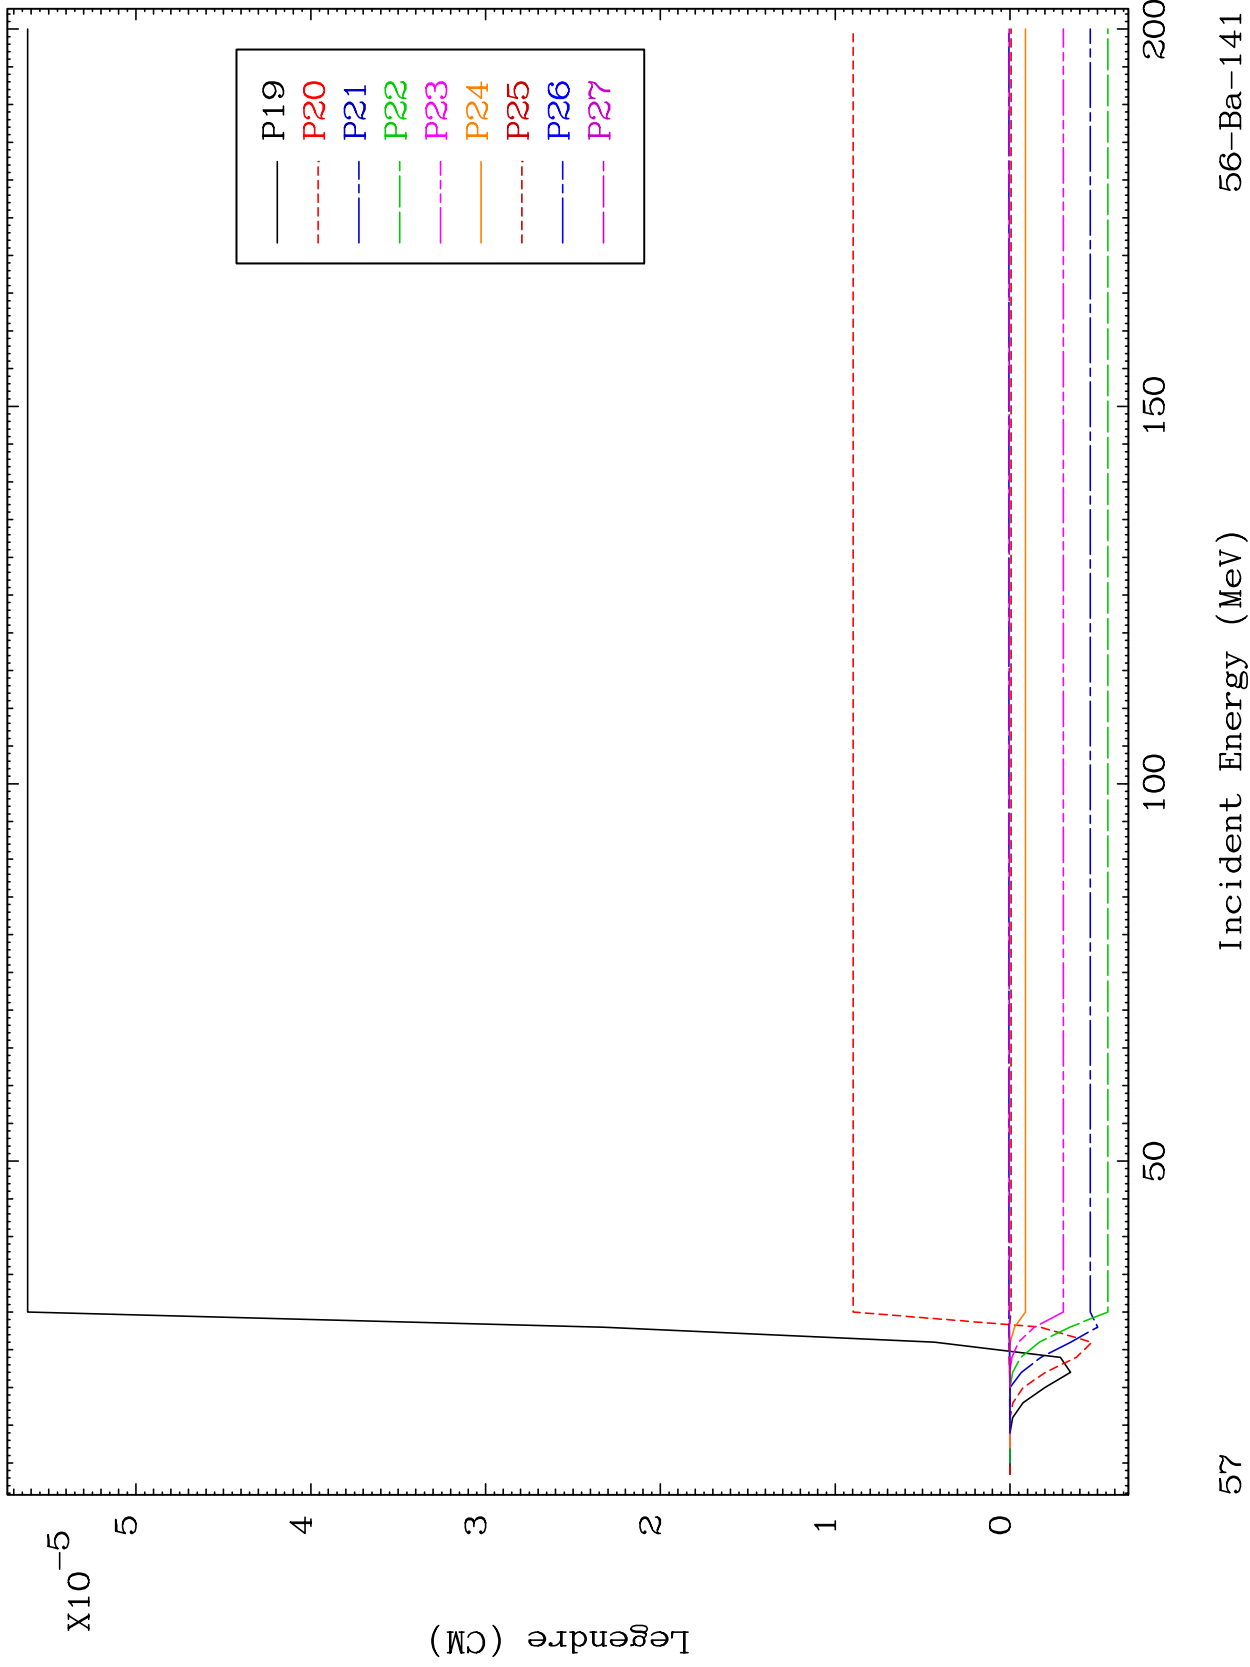 X10-5
5
4
3
2
1
0
Legendre (CM)
P19
P20
P21
P22
P23
P24
P25
P26
P27
50
100
150
200
Incident Energy (MeV)
57
56-Ba-141